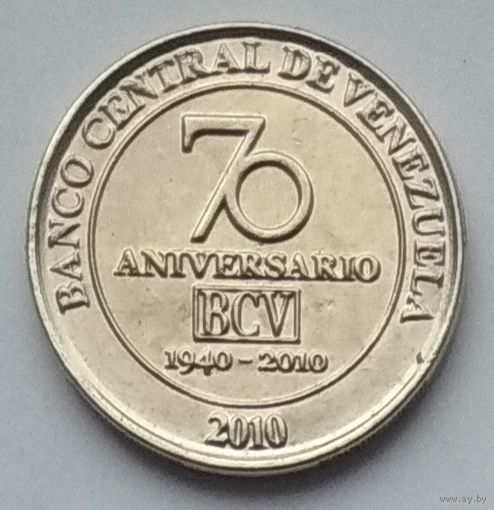 BANCO CENTRAL DE VENEZUELA
70
ANIVERSARIO
BCV
1940-2010
2010
www.ay.by